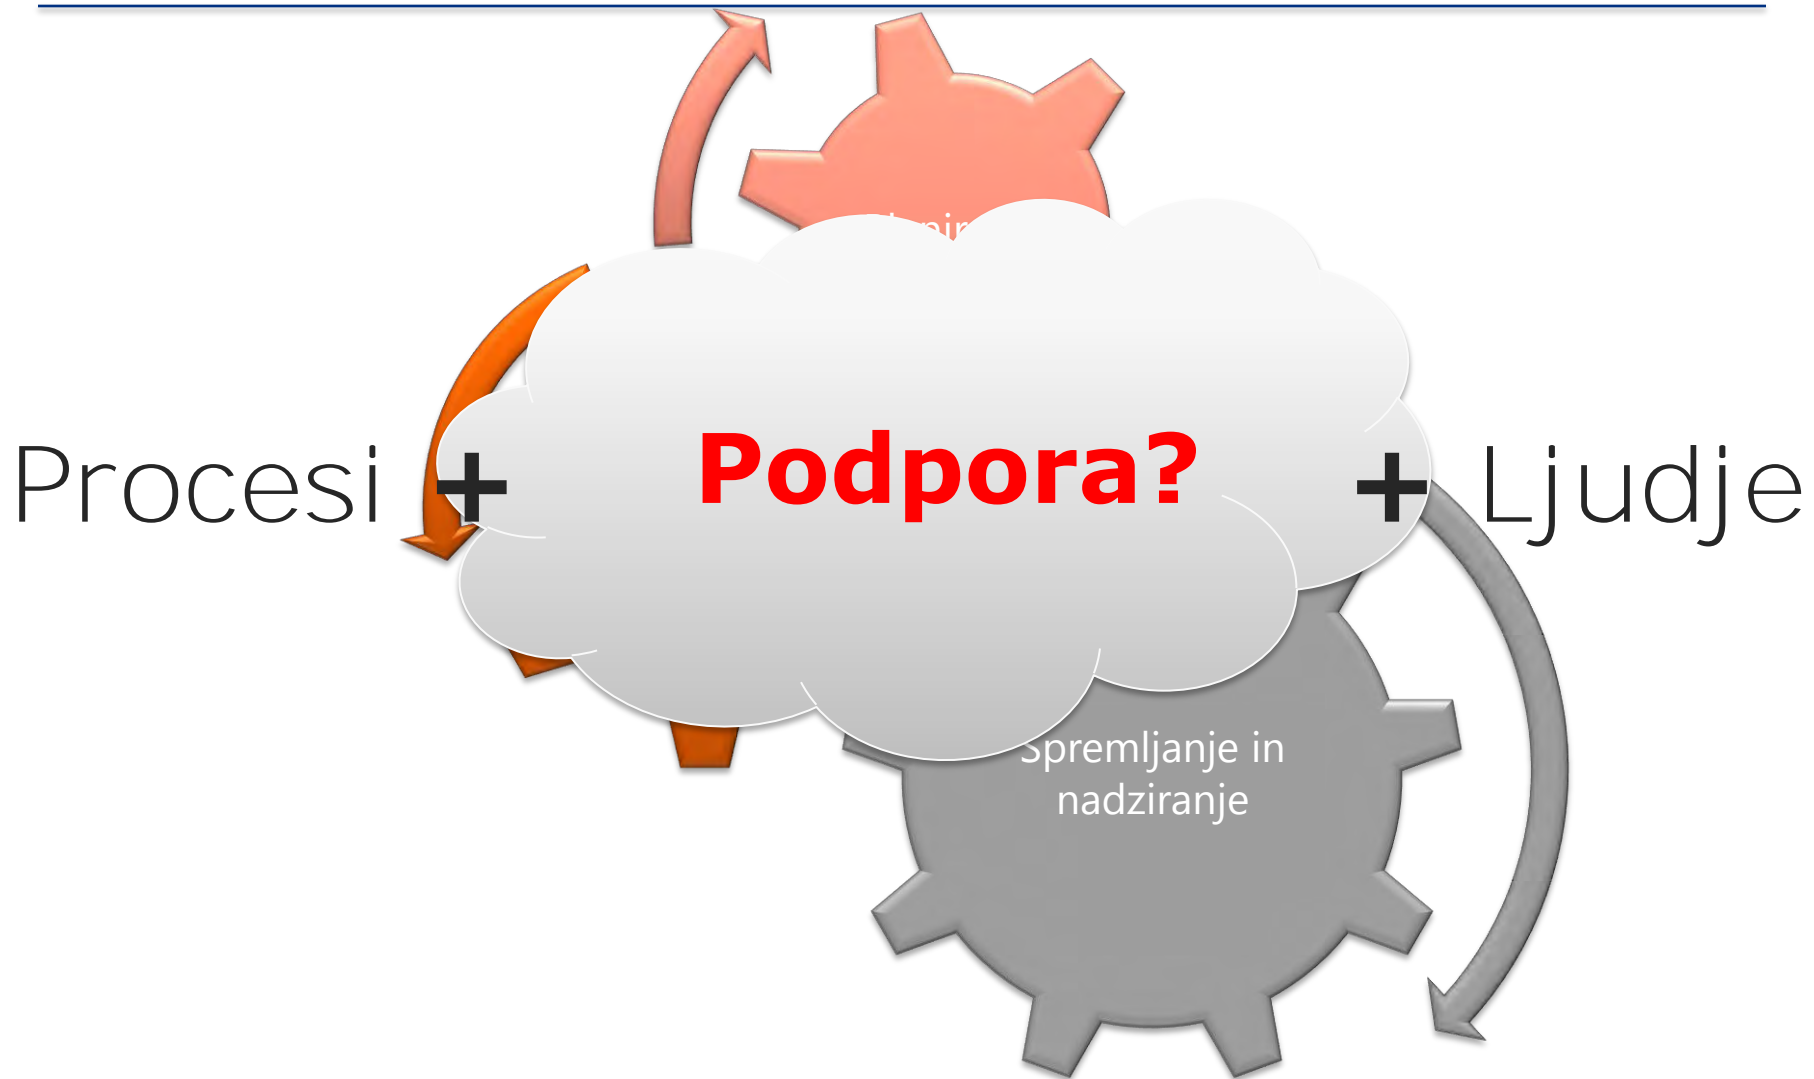 Procesi + Podpora? + Ljudje
Spremljanje in
nadziranje